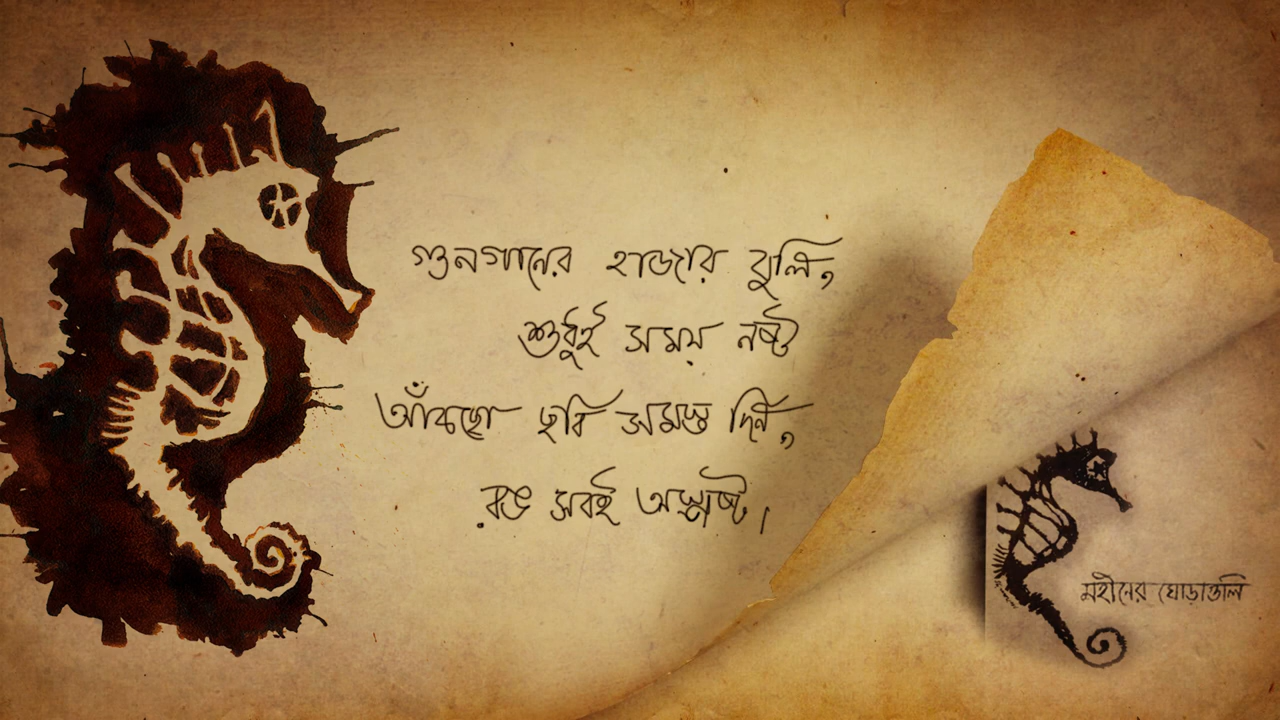 গুনগানের হাজার বুলি,
শুধুই সময় নষ্ট
আঁকছো ছবি সমস্ত দিন,
রঙ সবই অস্পষ্ট।
মহীনের ঘোড়াগুলি